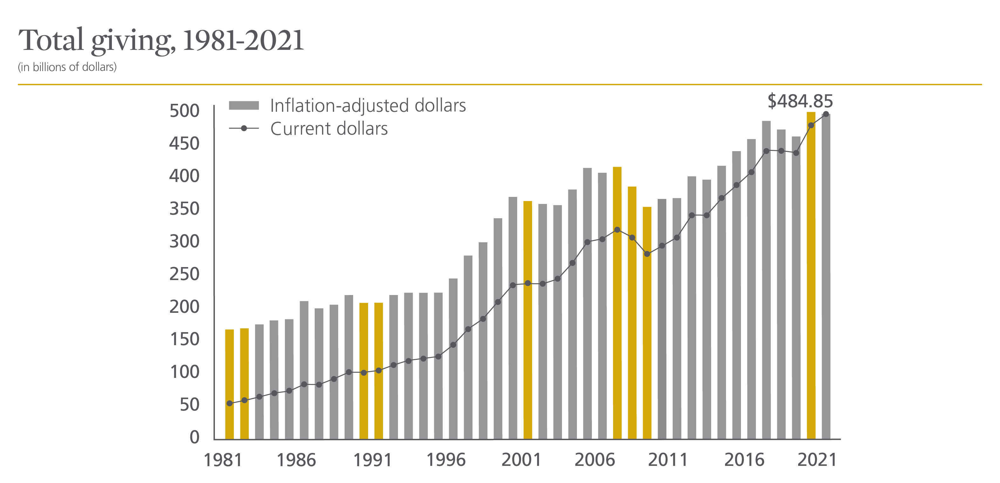 Total giving, 1981-2021
(in billions of dollars)
$484.85
Inflation-adjusted dollars
Current dollars
500
450
400
350
300
250
200
150
100
50
0
1981 1986 1991 1996 2001 2006 2011 2016 2021